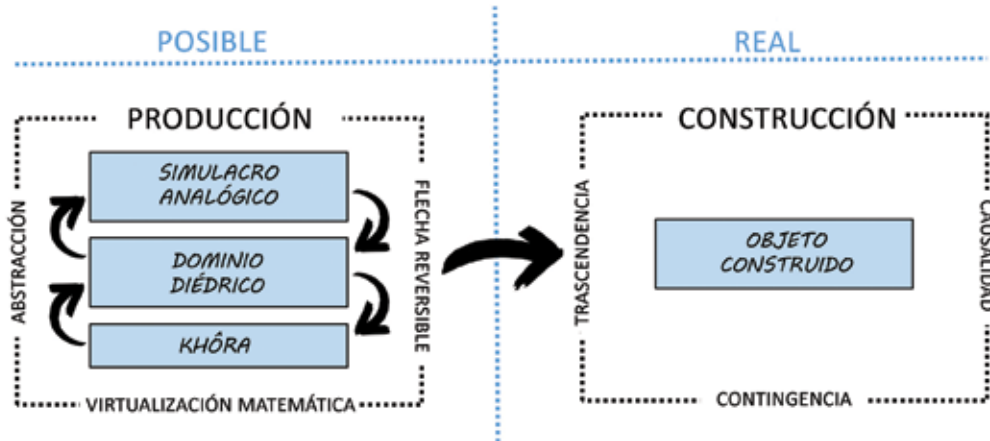 POSIBLE
REAL
PRODUCCIÓN
SIMULACRO
ANALÓGICO
DOMINIO
DIÉDRICO
KHÔRA
ABSTRACCIÓN
FLECHA REVERSIBLE
VIRTUALIZACIÓN MATEMÁTICA
CONSTRUCCIÓN
OBJETO
CONSTRUIDO
TRASCENDENCIA
CAUSALIDAD
CONTINGENCIA